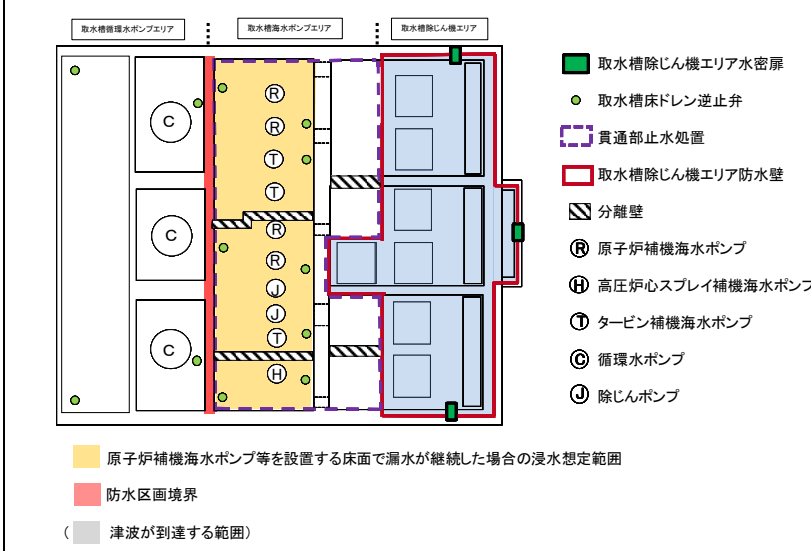 取水槽循環水ポンプエリア 取水槽海水ポンプエリア 取水槽除じん機エリア
R
C
R
T
T
R
C
R
J
J
T
C
H
取水槽除じん機エリア水密扉
取水槽床ドレン逆止弁
貫通部止水処置
取水槽除じん機エリア防水壁
分離壁
R 原子炉補機海水ポンプ
H 高圧炉心スプレイ補機海水ポンプ
T タービン補機海水ポンプ
C 循環水ポンプ
J 除じんポンプ
原子炉補機海水ポンプ等を設置する床面で漏水が継続した場合の浸水想定範囲
防水区画境界
( 津波が到達する範囲)